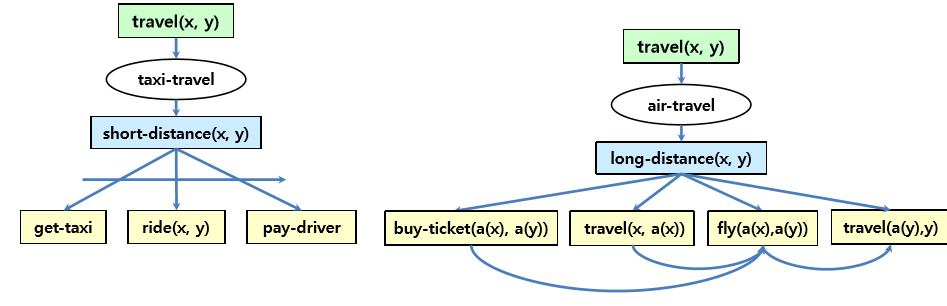 travel(x, y)
taxi-travel
short-distance(x, y)
get-taxi
ride(x, y)
pay-driver
travel(x, y)
air-travel
long-distance(x, y)
buy-ticket(a(x), a(y))
travel(x, a(x))
fly(a(x),a(y))
travel(a(y),y)